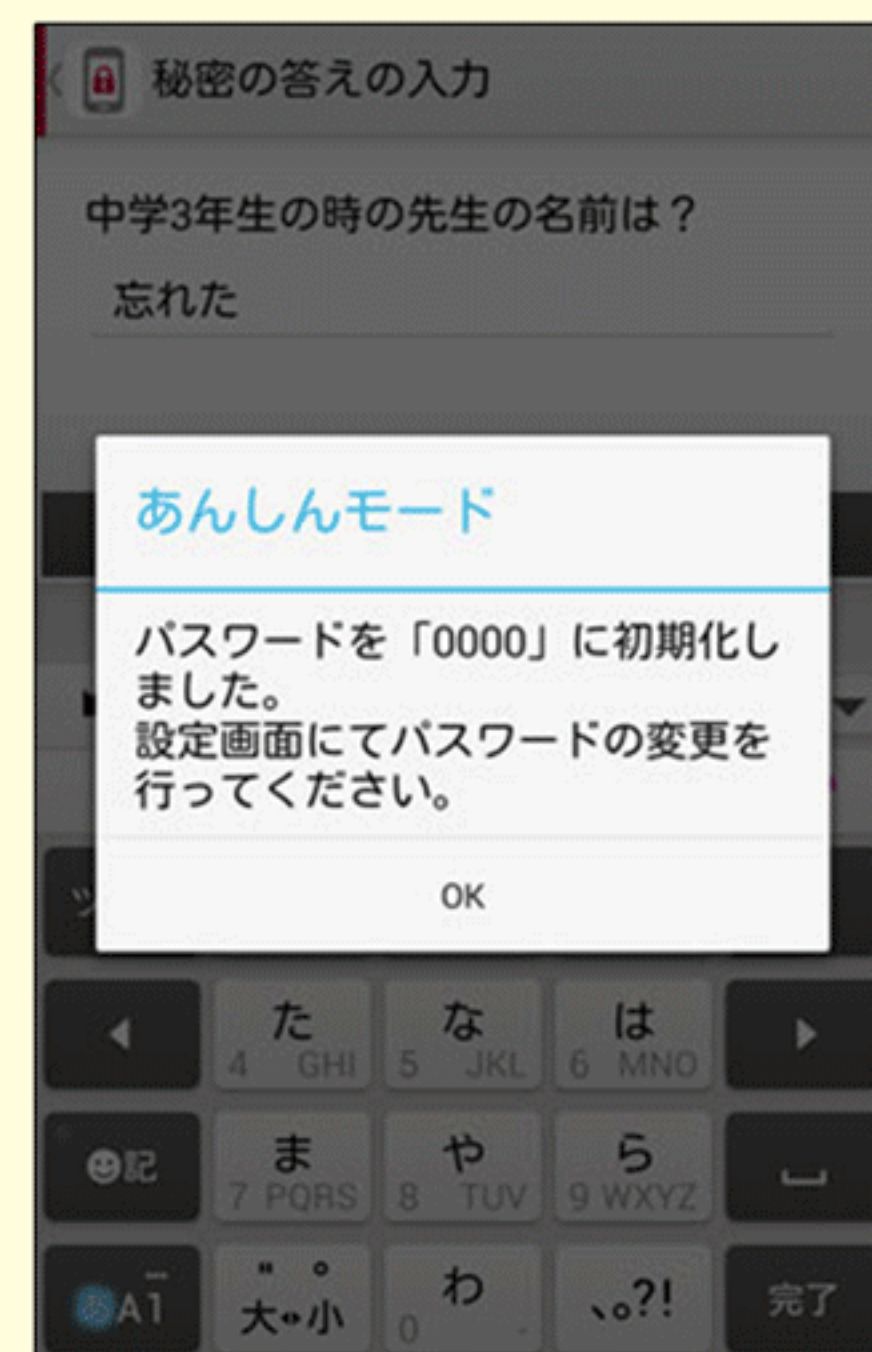 秘密の答えの入力
中学3年生の時の先生の名前は？
忘れた
あんしんモード
パスワードを「0000」に初期化し
ました。
設定画面にてパスワードの変更を
行ってください。
OK
た な は
4 GHI 5 JKL 6 MNO
記 ま や ら
7 PQRS 8 TUV 9 WXYZ
あA1 大⇔小 わ 、。?! 完了
0 -